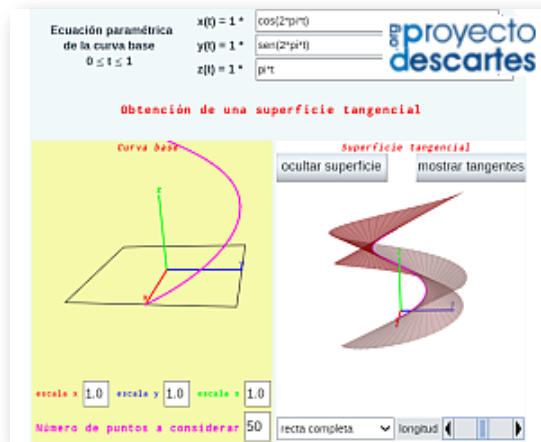 Ecuación paramétrica
de la curva base
0 ≤ t ≤ 1
x(t) = 1 * cos(2*pi*t)
y(t) = 1 * sen(2*pi*t)
z(t) = 1 * pi*t
proyecto
descartes
.org
Obtención de una superficie tangencial
Curva base
Superficie tangencial
ocultar superficie
mostrar tangentes
escala x 1.0 escala y 1.0 escala z 1.0
Número de puntos a considerar 50
recta completa
longitud